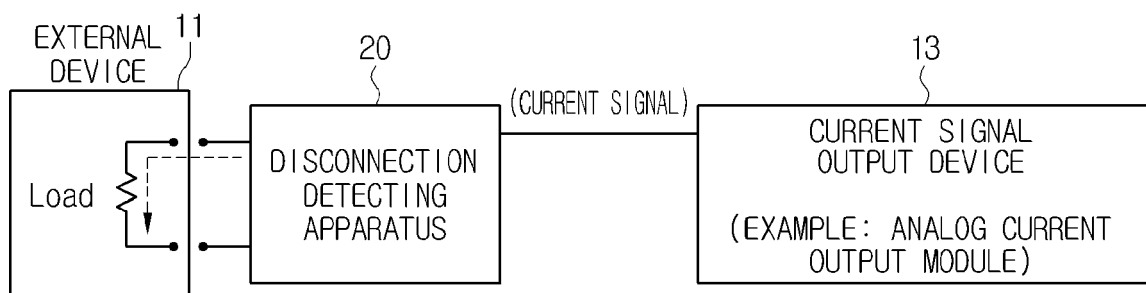 EXTERNAL
DEVICE
11
Load
20
DISCONNECTION
DETECTING
APPARATUS
(CURRENT SIGNAL)
13
CURRENT SIGNAL
OUTPUT DEVICE
(EXAMPLE: ANALOG CURRENT
OUTPUT MODULE)